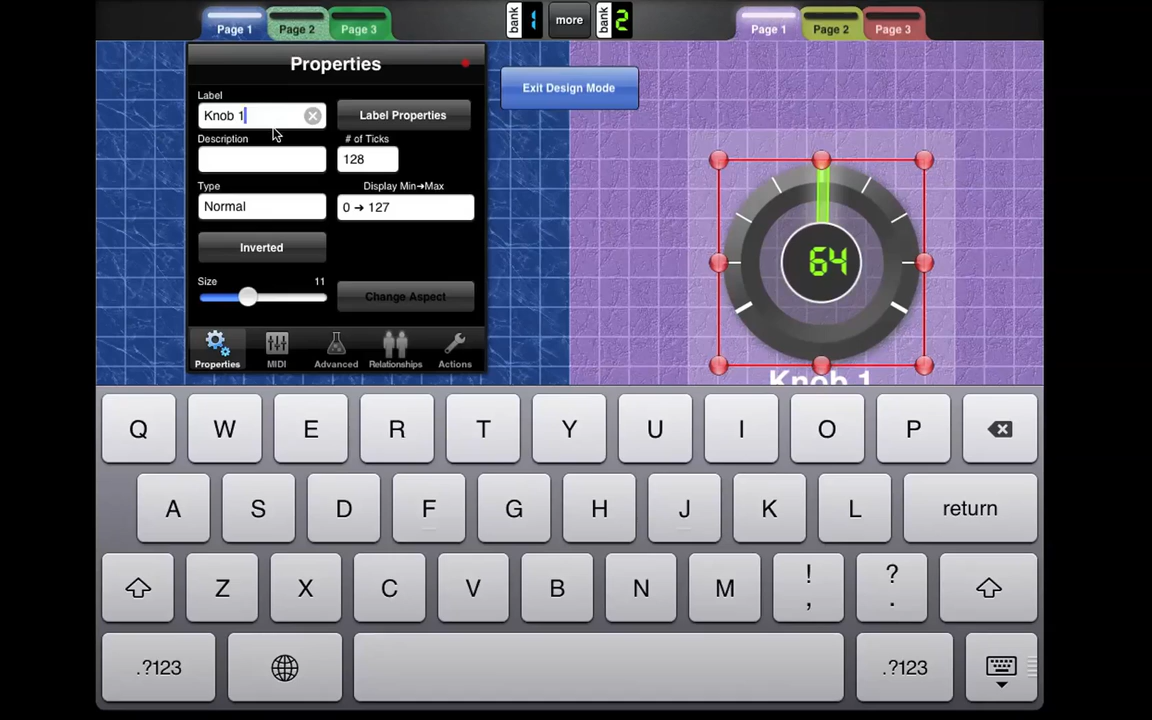 Page 1 Page 2 Page 3 bank 1 more bank 2 Page 1 Page 2 Page 3
Properties
Exit Design Mode
Label
Knob 1 Label Properties
Description # of Ticks
128
Type Display Min→Max
Normal 0 → 127
Inverted
Size 11
Change Aspect
Properties MIDI Advanced Relationships Actions
64
Knob 1
Q W E R T Y U I O P
A S D F G H J K L return
Z X C V B N M ! , ? .
.?123 .?123